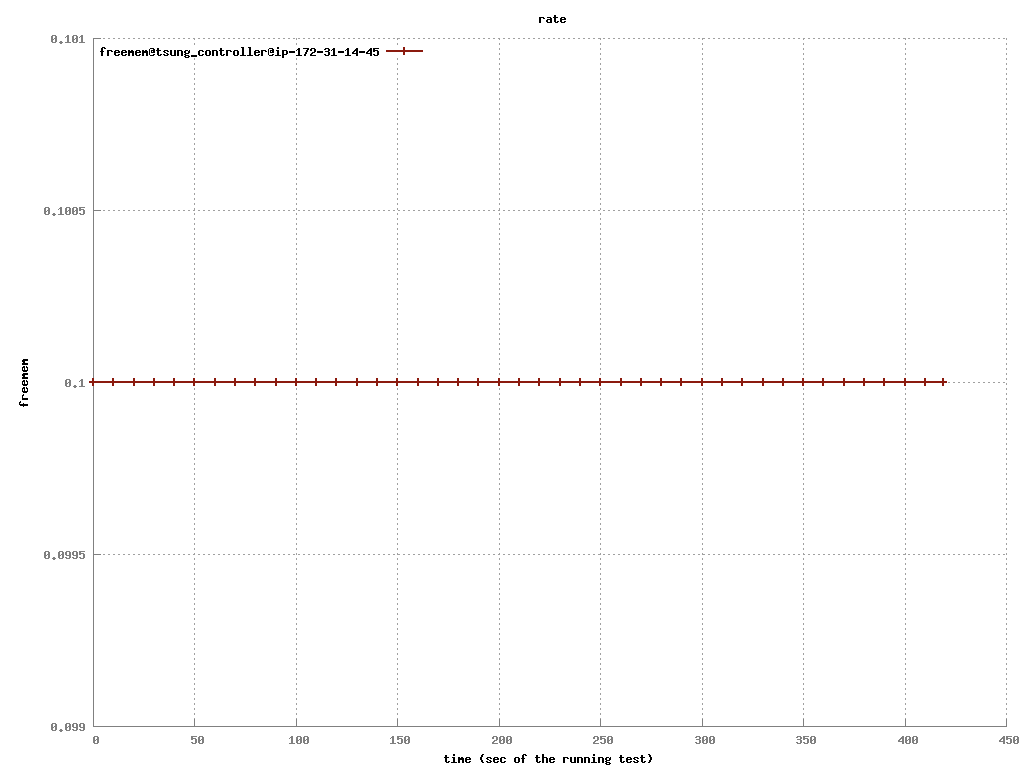 rate
0.101
freemem@tsung_controller@ip-172-31-14-45
0.1005
0.1
freemem
0.0995
0.099
0 50 100 150 200 250 300 350 400 450
time (sec of the running test)